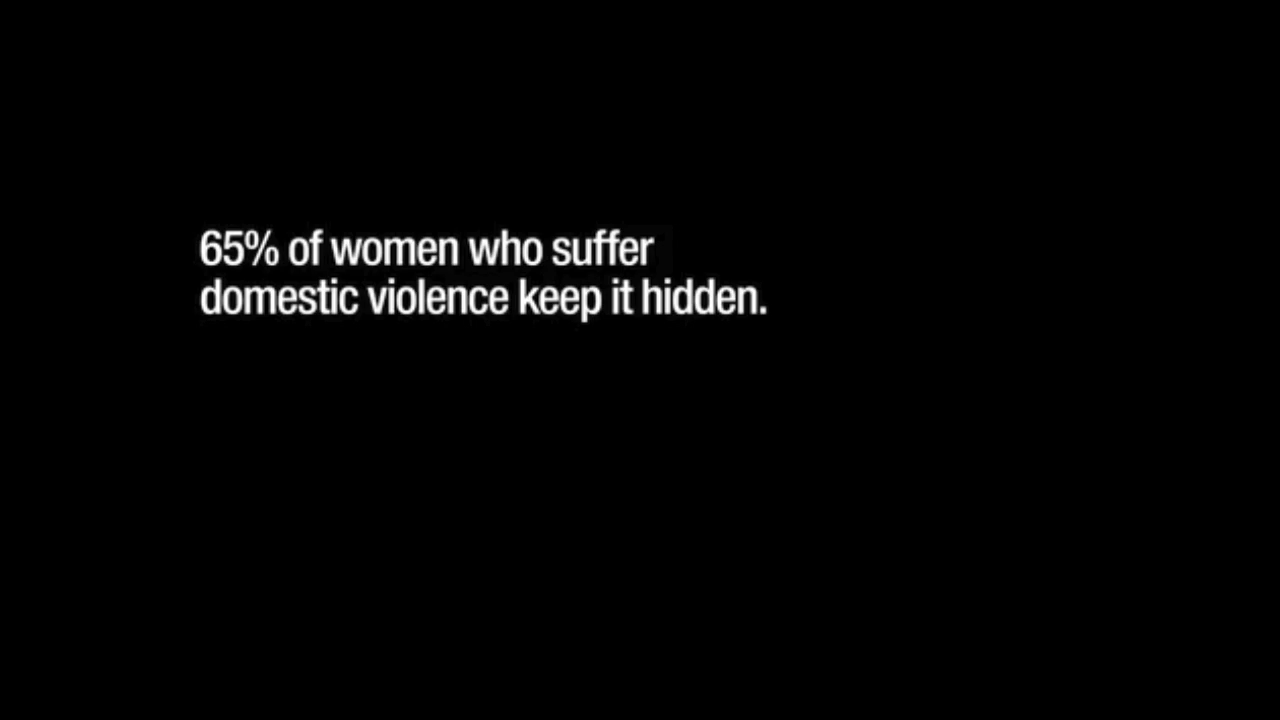 65% of women who suffer
domestic violence keep it hidden.